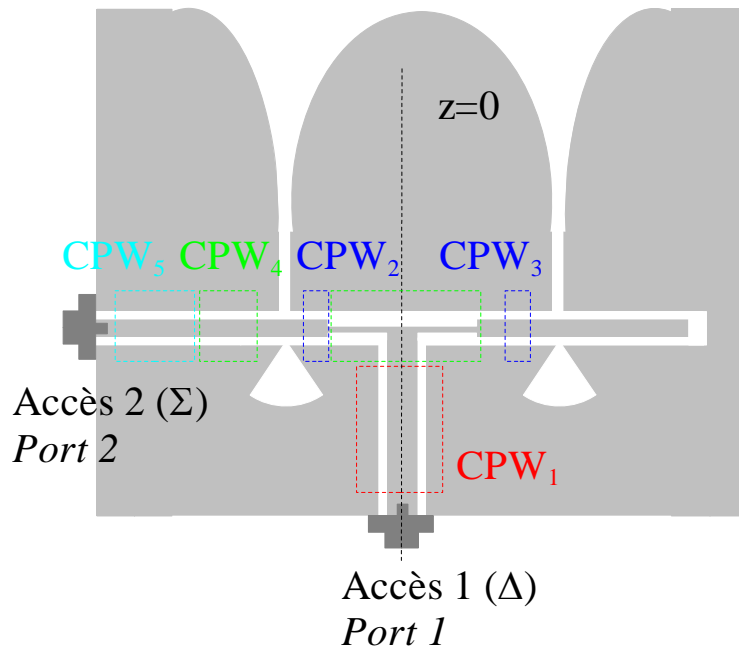 z=0
CPW₅ CPW₄ CPW₂ CPW₃
Accès 2 (Σ)
Port 2
CPW₁
Accès 1 (Δ)
Port 1